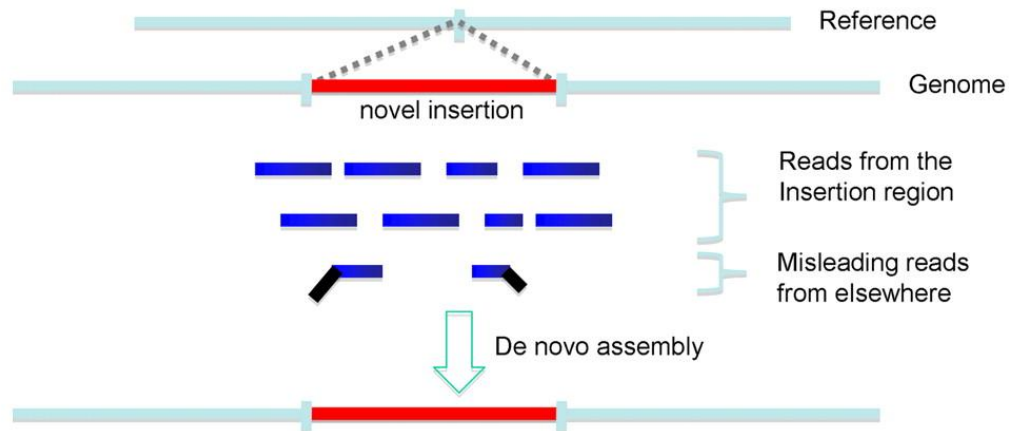 Reference
Genome
novel insertion
Reads from the
Insertion region
Misleading reads
from elsewhere
De novo assembly